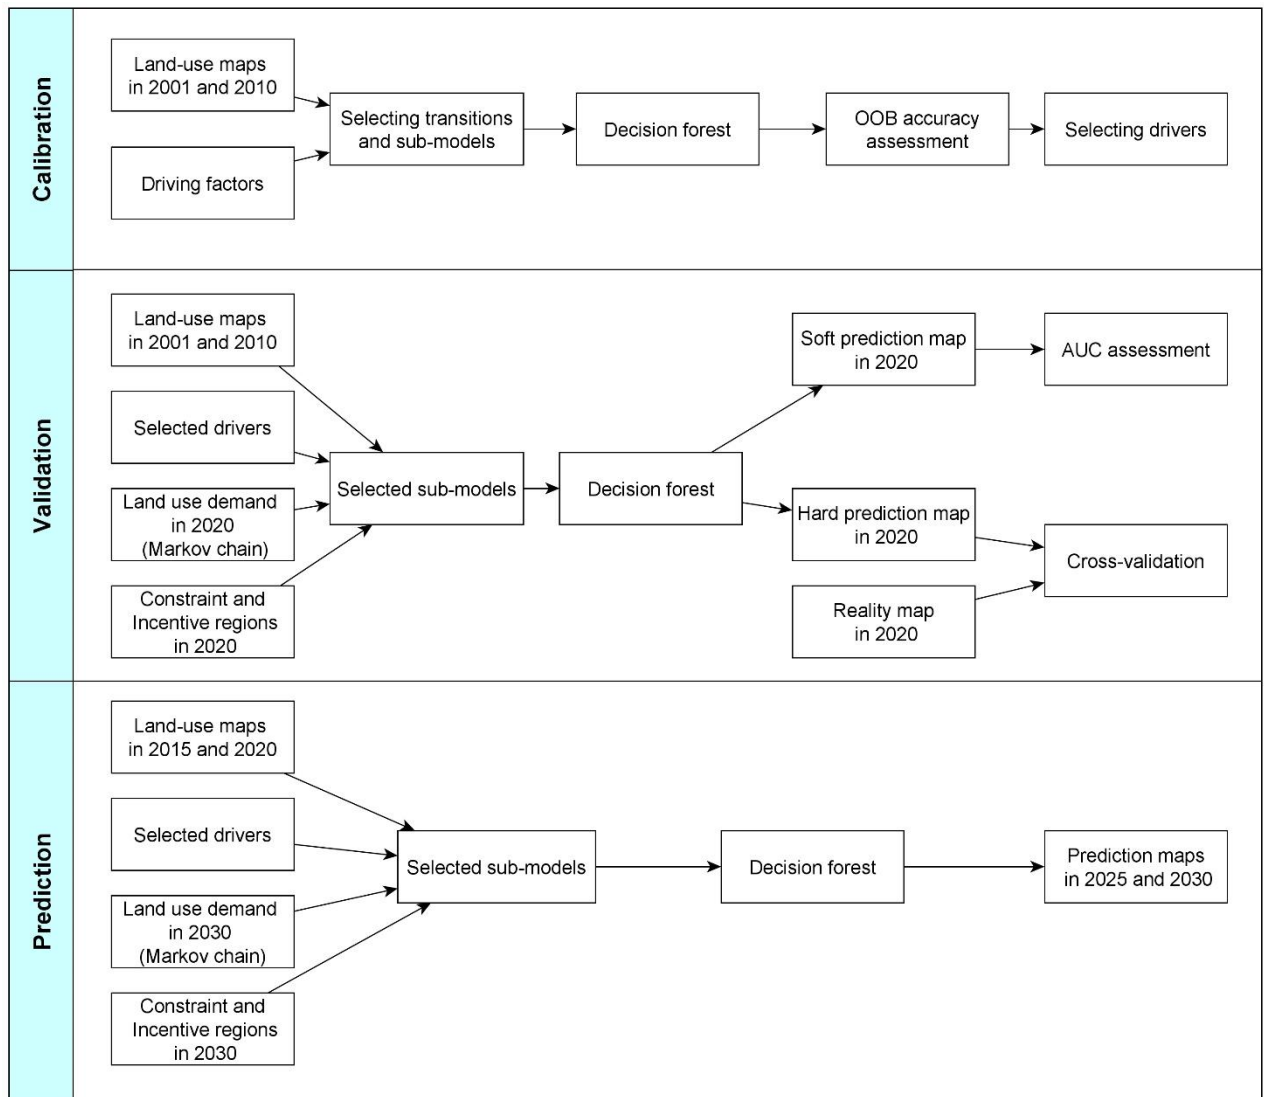 Calibration
Land-use maps
in 2001 and 2010
Driving factors
Selecting transitions
and sub-models
Decision forest
OOB accuracy
assessment
Selecting drivers
Validation
Land-use maps
in 2001 and 2010
Selected drivers
Land use demand
in 2020
(Markov chain)
Constraint and
Incentive regions
in 2020
Selected sub-models
Decision forest
Soft prediction map
in 2020
AUC assessment
Hard prediction map
in 2020
Reality map
in 2020
Cross-validation
Prediction
Land-use maps
in 2015 and 2020
Selected drivers
Land use demand
in 2030
(Markov chain)
Constraint and
Incentive regions
in 2030
Selected sub-models
Decision forest
Prediction maps
in 2025 and 2030